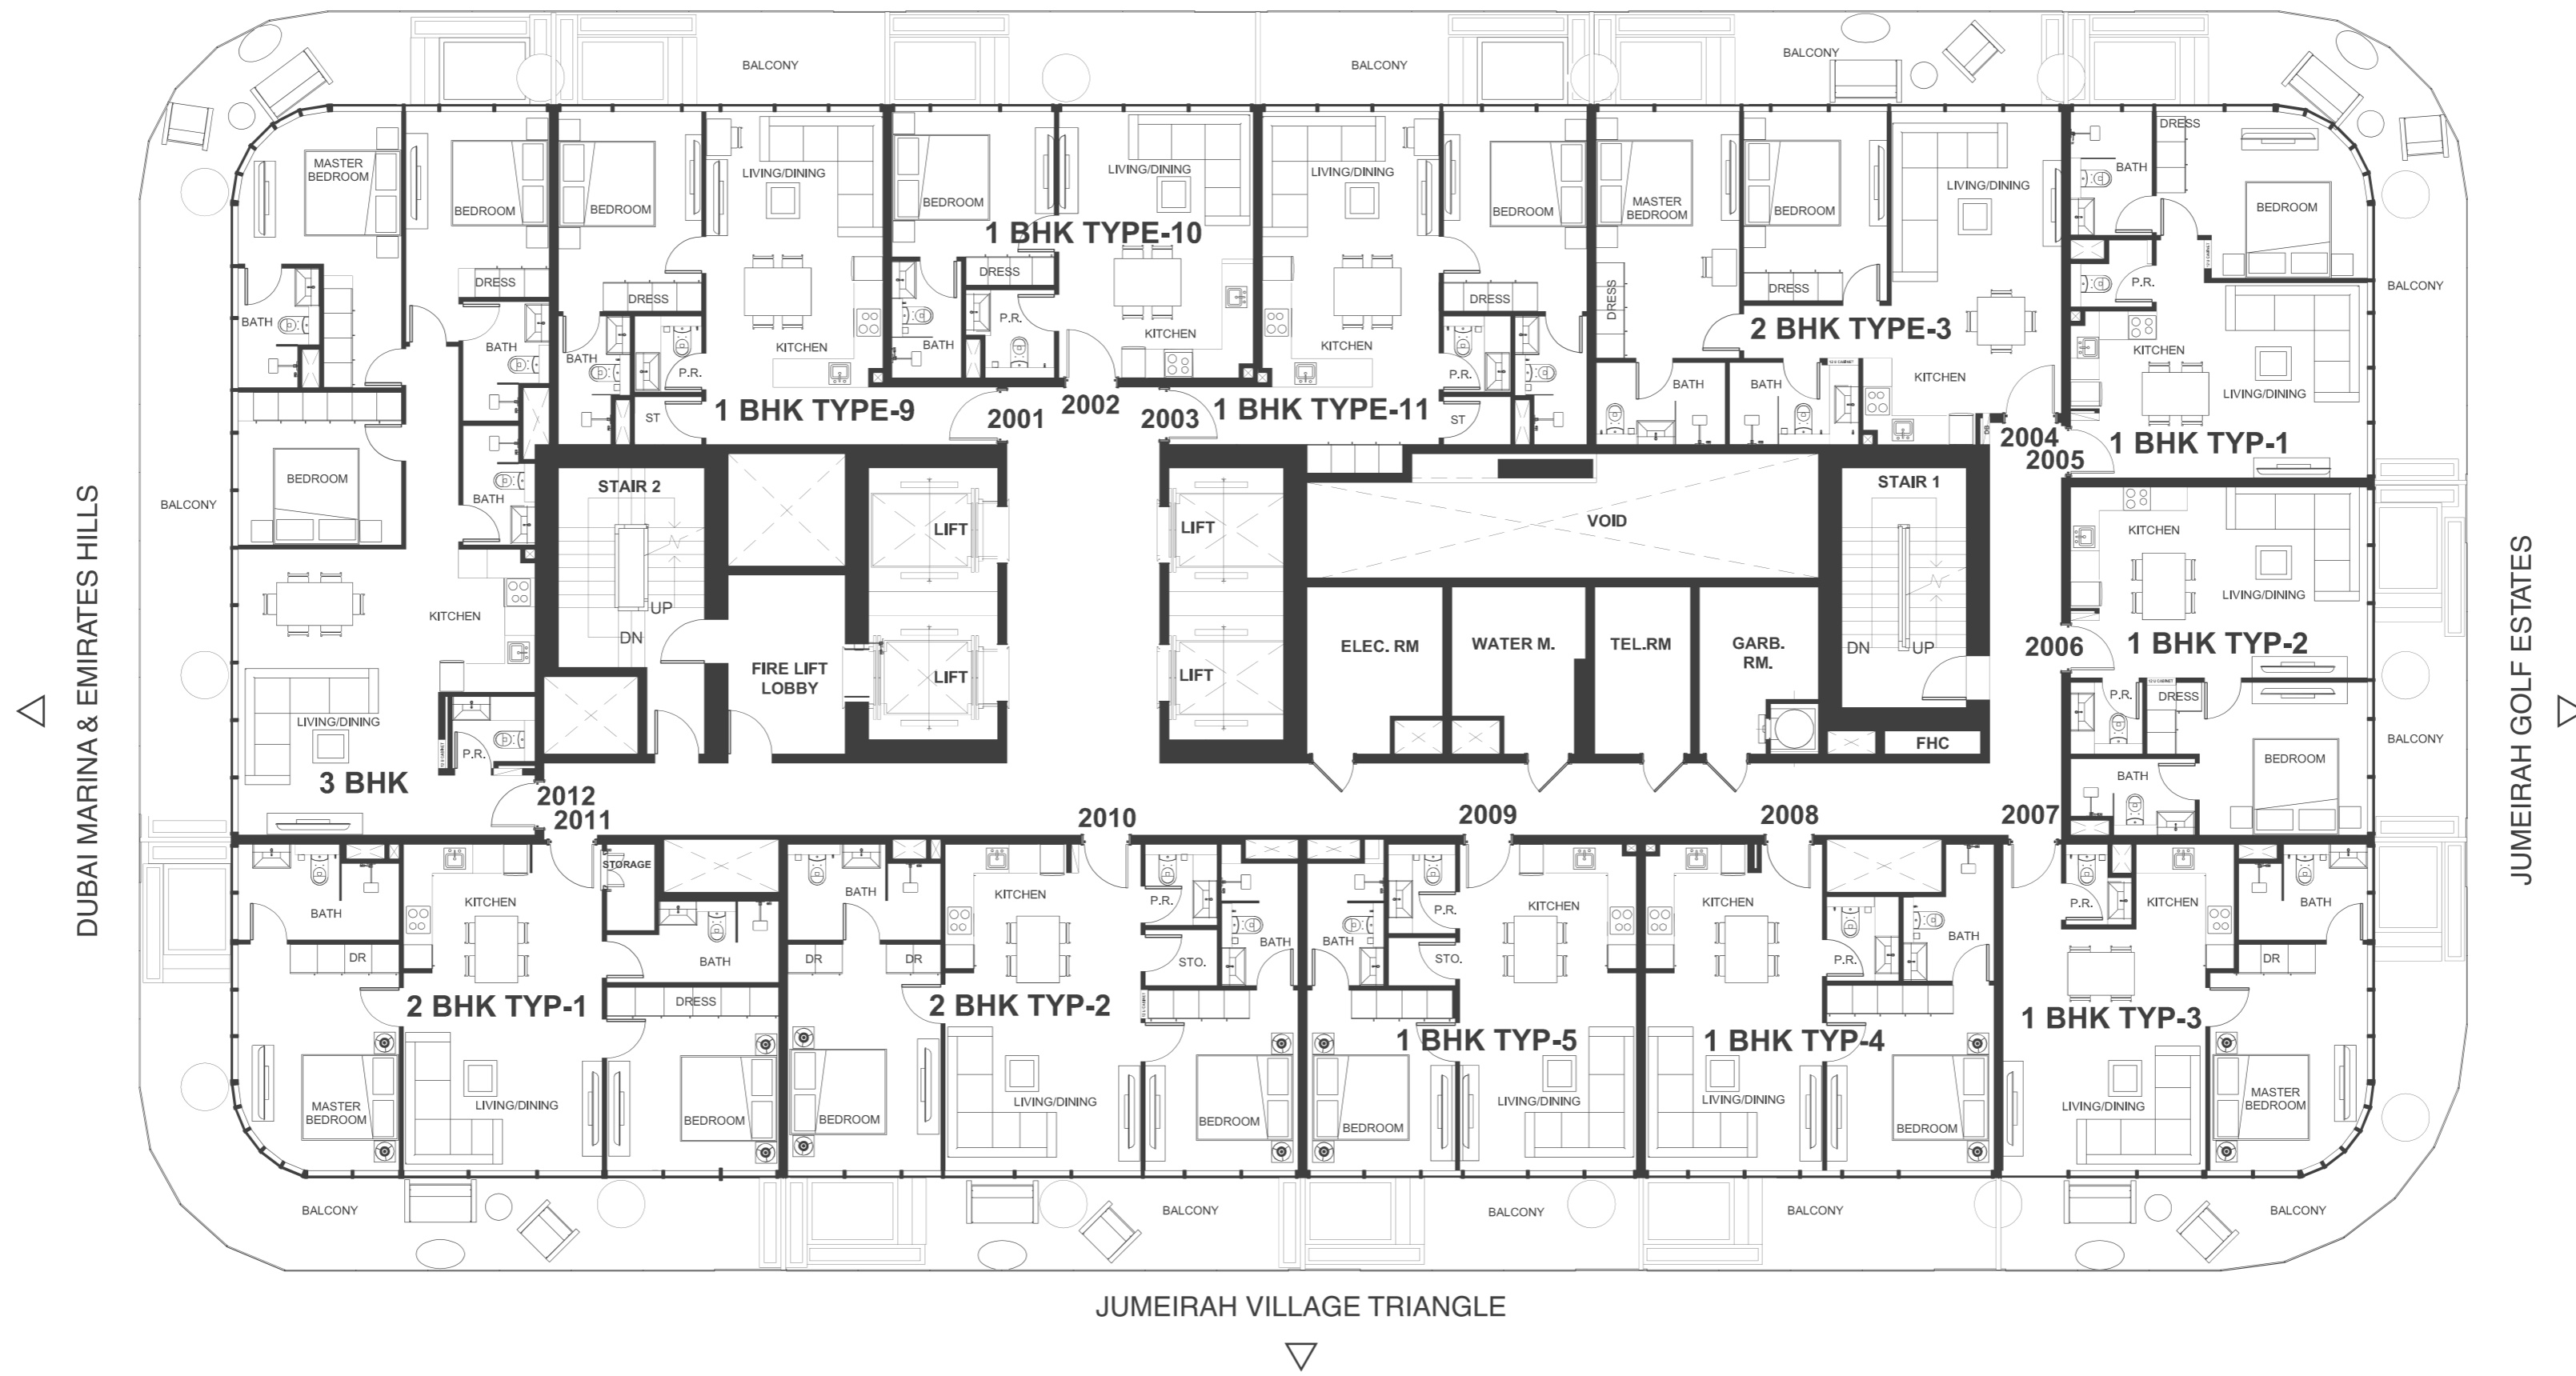 BALCONY
BALCONY
BALCONY
MASTER
BEDROOM
BEDROOM
BEDROOM
LIVING/DINING
BEDROOM
LIVING/DINING
LIVING/DINING
BEDROOM
MASTER
BEDROOM
BEDROOM
LIVING/DINING
DRESS
BATH
BEDROOM
1 BHK TYPE-10
DRESS
DRESS
DRESS
DRESS
DRESS
DRESS
P.R.
BALCONY
BATH
BATH
BATH
P.R.
KITCHEN
BATH
P.R.
KITCHEN
KITCHEN
P.R.
2 BHK TYPE-3
BATH
BATH
KITCHEN
KITCHEN
LIVING/DINING
ST
1 BHK TYPE-9
2001
2002
2003
1 BHK TYPE-11
ST
2004
2005
1 BHK TYP-1
DB
BALCONY
BEDROOM
BATH
STAIR 2
LIFT
LIFT
VOID
STAIR 1
KITCHEN
LIVING/DINING
KITCHEN
UP
DN
FIRE LIFT
LOBBY
LIFT
LIFT
ELEC. RM
WATER M.
TEL.RM
GARB.
RM.
DN
UP
2006
1 BHK TYP-2
LIVING/DINING
P.R.
3 BHK
FHC
P.R.
DRESS
BEDROOM
BATH
BALCONY
2012
2011
2010
2009
2008
2007
STORAGE
BATH
KITCHEN
BATH
KITCHEN
P.R.
P.R.
KITCHEN
KITCHEN
P.R.
KITCHEN
BATH
DR
BATH
DR
DR
STO.
BATH
BATH
STO.
P.R.
BATH
DR
2 BHK TYP-1
DRESS
2 BHK TYP-2
1 BHK TYP-5
1 BHK TYP-4
1 BHK TYP-3
MASTER
BEDROOM
LIVING/DINING
BEDROOM
BEDROOM
LIVING/DINING
BEDROOM
BEDROOM
LIVING/DINING
LIVING/DINING
BEDROOM
LIVING/DINING
MASTER
BEDROOM
BALCONY
BALCONY
BALCONY
BALCONY
BALCONY
DUBAI MARINA & EMIRATES HILLS
JUMEIRAH GOLF ESTATES
JUMEIRAH VILLAGE TRIANGLE